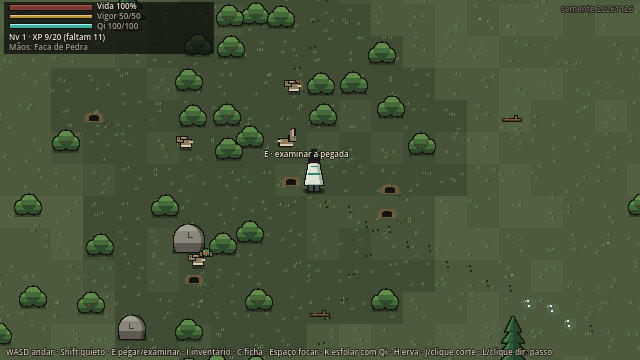 Vida 100%
Vigor 50/50
Qi 100/100
Nv 1 · XP 9/20 (faltam 11)
Mãos: Faca de Pedra
semente 20261126
E · examinar a pegada
WASD andar · Shift quieto · E pegar/examinar · I inventario · C ficha · Espaço focar · K esfolar com Qi · H erva · J/clique corte · L/clique dir. passo